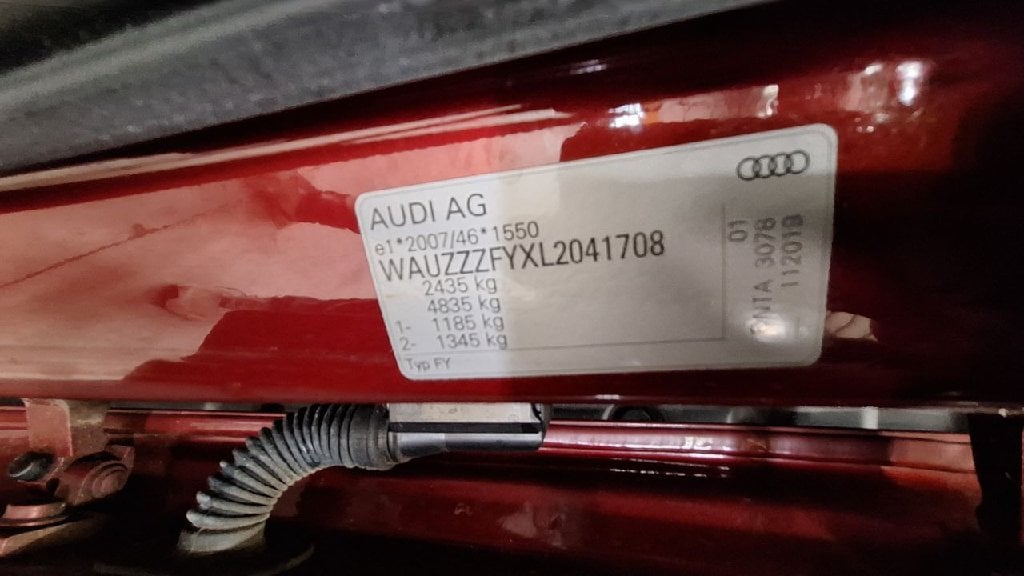 AUDI AG
e1*2007/46*1550
WAUZZZFYXL2041708
2435 kg
4835 kg
1- 1185 kg
2- 1345 kg
Typ FY
01
3078